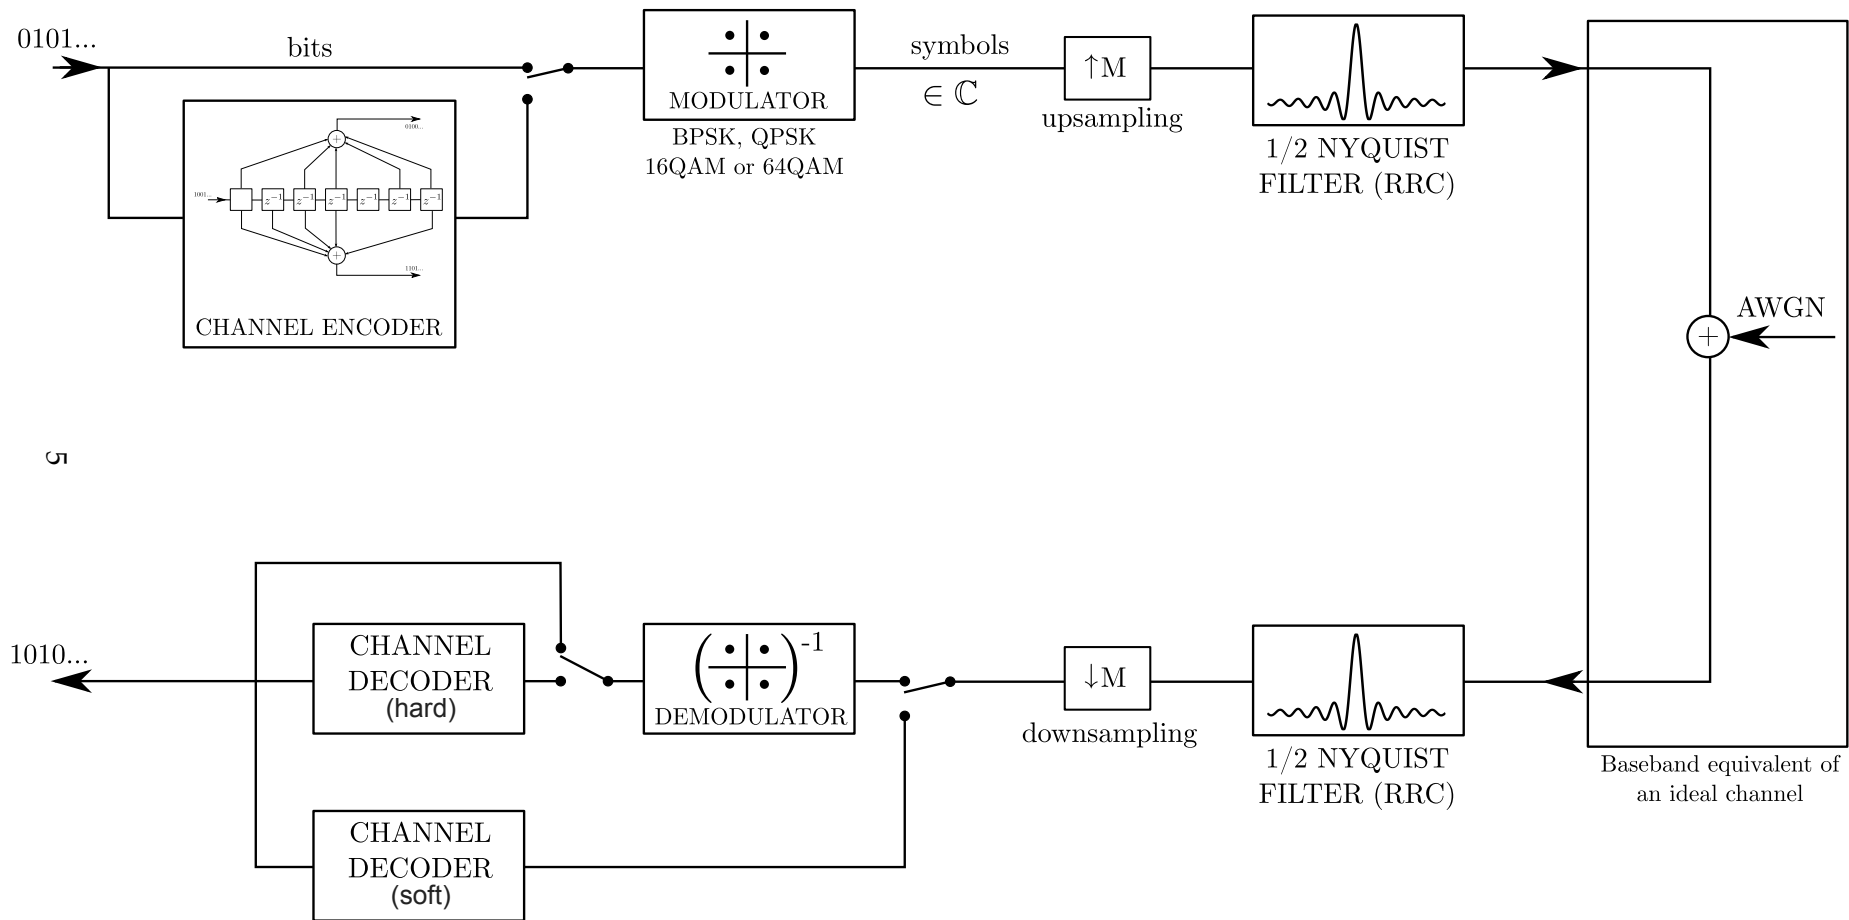 0101...
bits
symbols
∈ ℂ
↑M
upsampling
MODULATOR
BPSK, QPSK
16QAM or 64QAM
1/2 NYQUIST
FILTER (RRC)
0100...
+
1001...
z⁻¹ z⁻¹ z⁻¹ z⁻¹ z⁻¹ z⁻¹
+
1101...
CHANNEL ENCODER
AWGN
+
5
1010...
CHANNEL
DECODER
(hard)
-1
DEMODULATOR
↓M
downsampling
1/2 NYQUIST
FILTER (RRC)
Baseband equivalent of
an ideal channel
CHANNEL
DECODER
(soft)